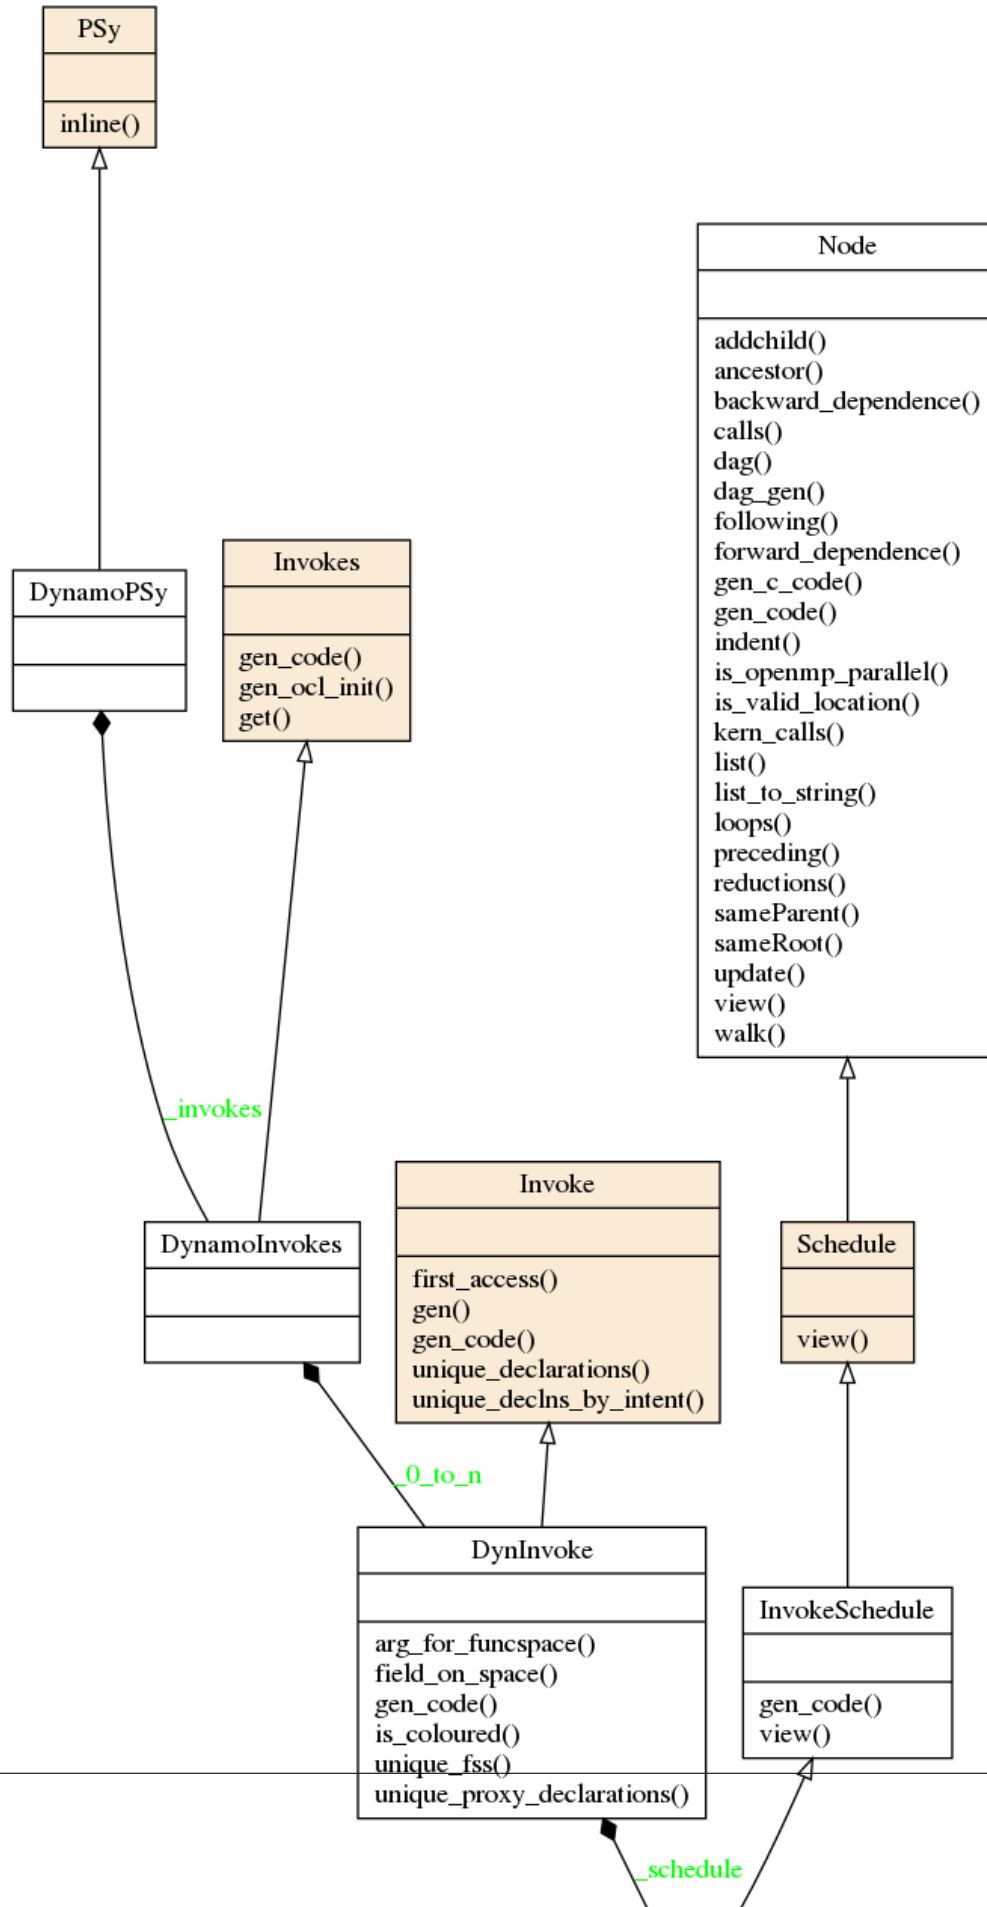 PSy
inline()
Node
addchild()
ancestor()
backward_dependence()
calls()
dag()
dag_gen()
following()
forward_dependence()
gen_c_code()
gen_code()
indent()
is_openmp_parallel()
is_valid_location()
kern_calls()
list()
list_to_string()
loops()
preceding()
reductions()
sameParent()
sameRoot()
update()
view()
walk()
DynamoPSy
Invokes
gen_code()
gen_ocl_init()
get()
_invokes
DynamoInvokes
Invoke
first_access()
gen()
gen_code()
unique_declarations()
unique_declns_by_intent()
Schedule
view()
_0_to_n
DynInvoke
arg_for_funcspace()
field_on_space()
gen_code()
is_coloured()
unique_fss()
unique_proxy_declarations()
InvokeSchedule
gen_code()
view()
_schedule